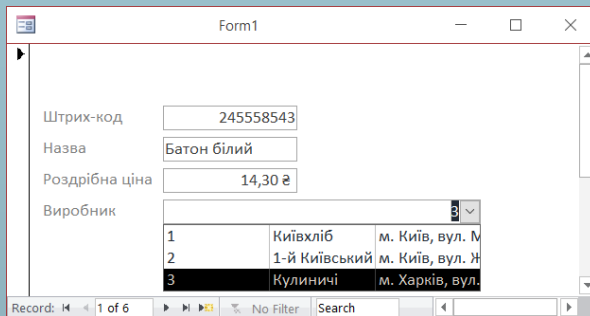 Form1
Штрих-код 245558543
Назва Батон білий
Роздрібна ціна 14,30 ₴
Виробник 3
1 Київхліб м. Київ, вул.
2 1-й Київський м. Київ, вул.
3 Кулиничі м. Харків, вул.
Record: 1 of 6 No Filter Search